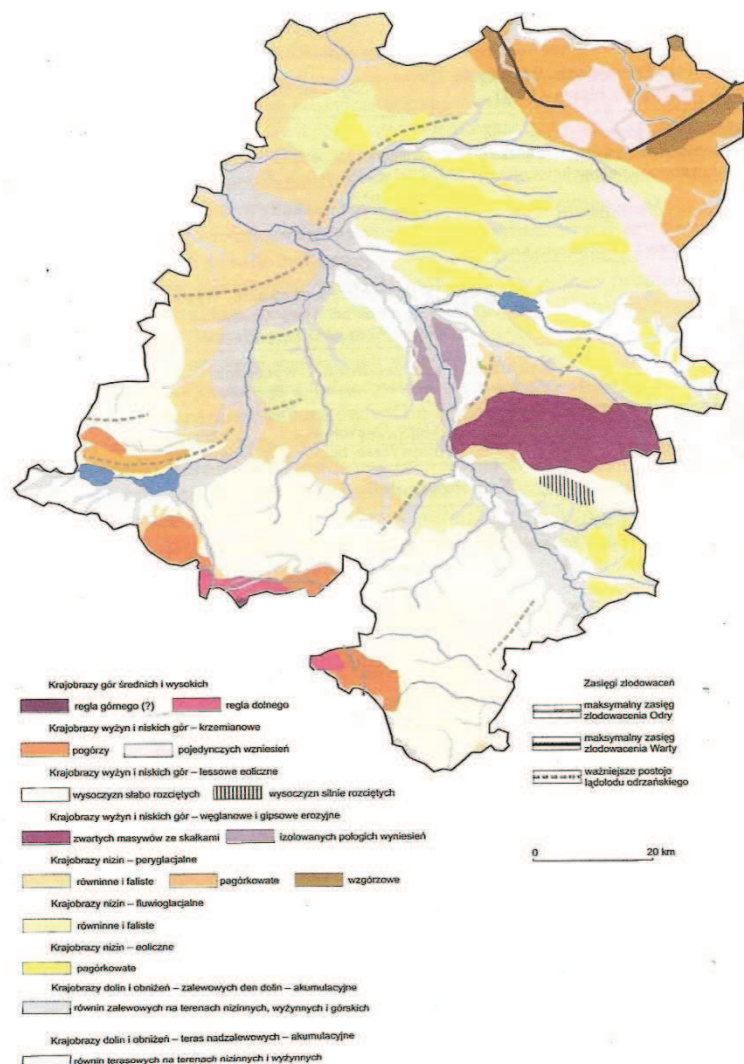 Krajobrazy gór średnich i wysokich
regla górnego (?) regla dolnego
Krajobrazy wyżyn i niskich gór – krzemianowe
pogórzy pojedynczych wzniesień
Krajobrazy wyżyn i niskich gór – lessowe eoliczne
wysoczyzn słabo rozciętych wysoczyzn silnie rozciętych
Krajobrazy wyżyn i niskich gór – węglanowe i gipsowe erozyjne
zwartych masywów ze skałkami izolowanych połogich wyniesień
Krajobrazy nizin – peryglacjalne
równinne i faliste pagórkowate wzgórzowe
Krajobrazy nizin – fluwioglacjalne
równinne i faliste
Krajobrazy nizin – eoliczne
pagórkowate
Krajobrazy dolin i obniżeń – zalewowych den dolin – akumulacyjne
równin zalewowych na terenach nizinnych, wyżynnych i górskich
Krajobrazy dolin i obniżeń – teras nadzalewowych – akumulacyjne
równin terasowych na terenach nizinnych i wyżynnych
Zasięgi zlodowaceń
maksymalny zasięg
zlodowacenia Odry
maksymalny zasięg
zlodowacenia Warty
ważniejsze postoje
lądolodu odrzańskiego
0 20 km